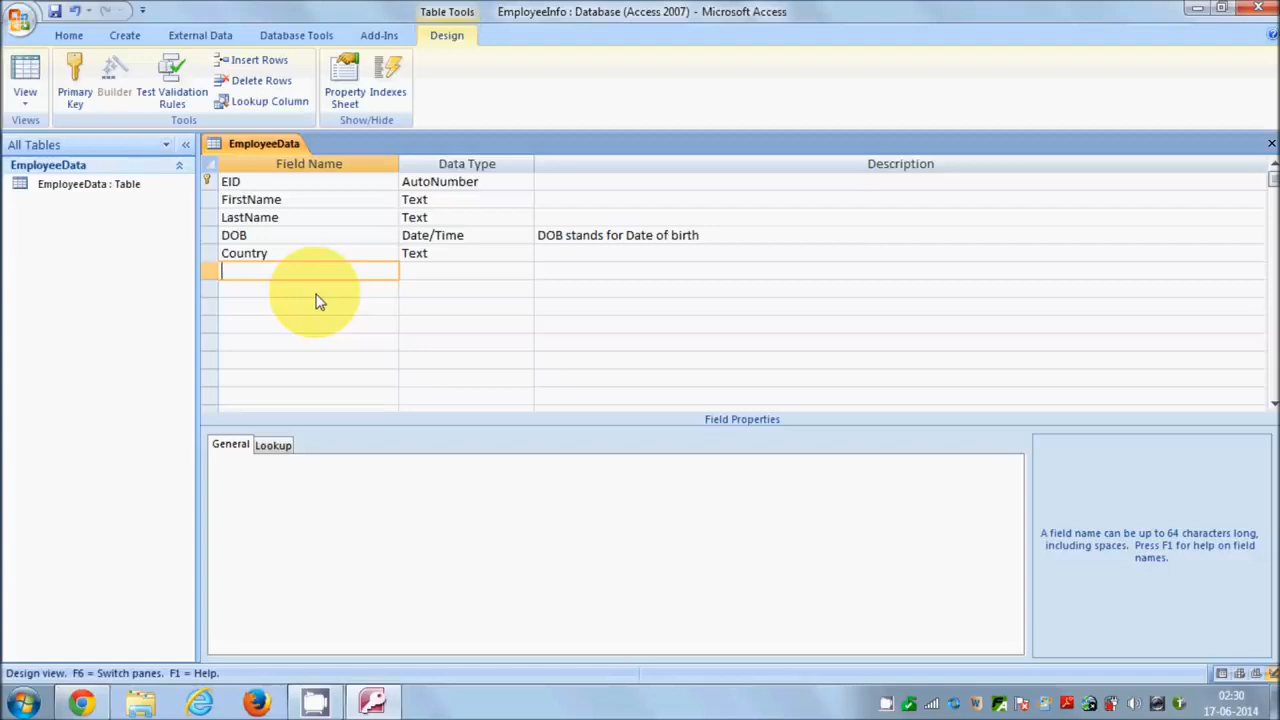 Table Tools
EmployeeInfo : Database (Access 2007) - Microsoft Access
Home
Create
External Data
Database Tools
Add-Ins
Design
View
Views
Primary Key
Builder
Test Validation Rules
Insert Rows
Delete Rows
Lookup Column
Tools
Property Sheet
Indexes
Show/Hide
All Tables
EmployeeData
EmployeeData : Table
EmployeeData
Field Name Data Type Description
EID AutoNumber
FirstName Text
LastName Text
DOB Date/Time DOB stands for Date of birth
Country Text
Field Properties
General
Lookup
A field name can be up to 64 characters long,
including spaces. Press F1 for help on field
names.
Design view. F6 = Switch panes. F1 = Help.
02:30
17-06-2014